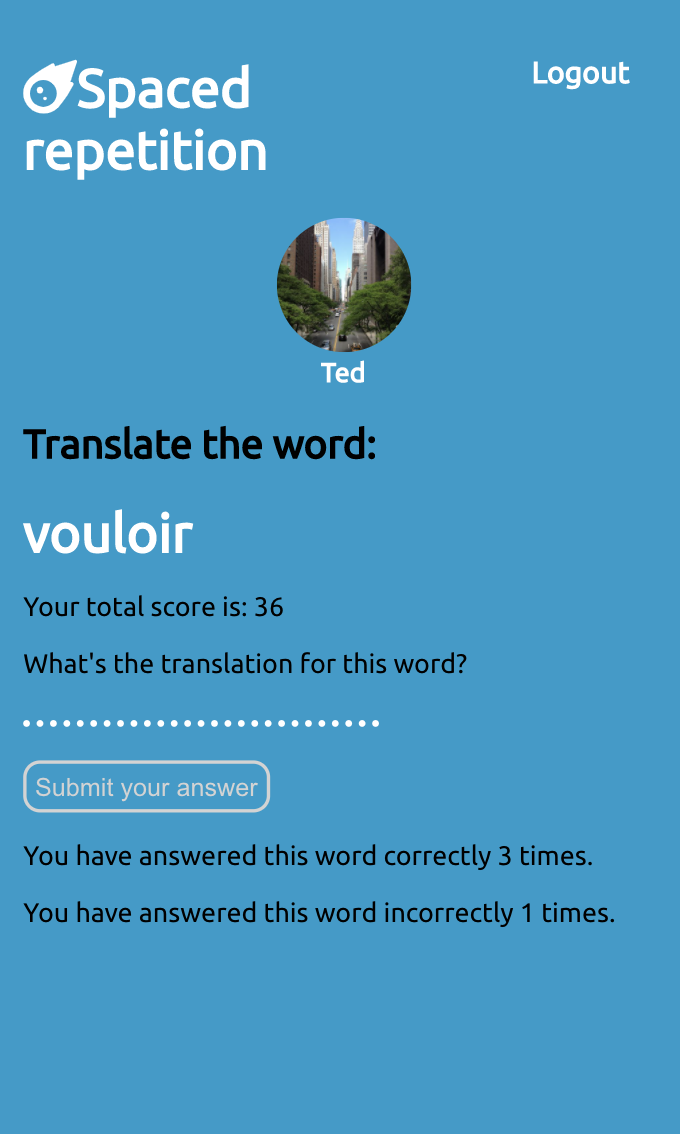 Spaced
repetition
Logout
Ted
Translate the word:
vouloir
Your total score is: 36
What's the translation for this word?
Submit your answer
You have answered this word correctly 3 times.
You have answered this word incorrectly 1 times.